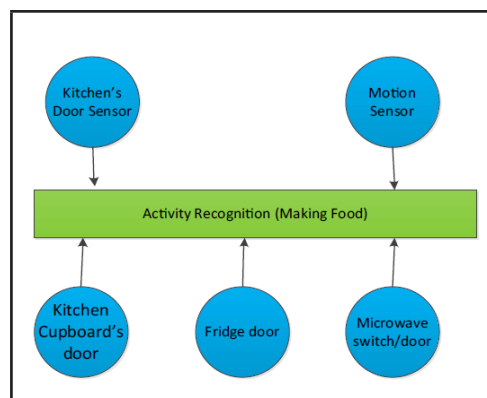 Kitchen's
Door Sensor
Motion
Sensor
Activity Recognition (Making Food)
Kitchen
Cupboard's
door
Fridge door
Microwave
switch/door